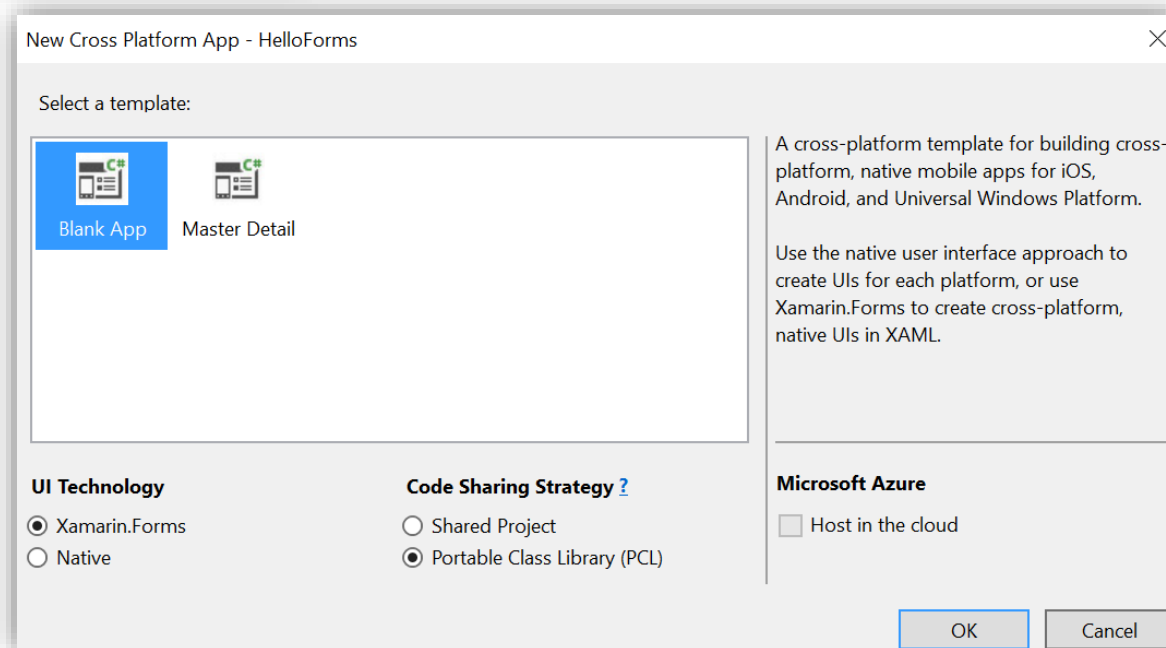 New Cross Platform App - HelloForms
Select a template:
C#
Blank App
C#
Master Detail
A cross-platform template for building cross-
platform, native mobile apps for iOS,
Android, and Universal Windows Platform.
Use the native user interface approach to
create UIs for each platform, or use
Xamarin.Forms to create cross-platform,
native UIs in XAML.
UI Technology
Xamarin.Forms
Native
Code Sharing Strategy ?
Shared Project
Portable Class Library (PCL)
Microsoft Azure
Host in the cloud
OK
Cancel